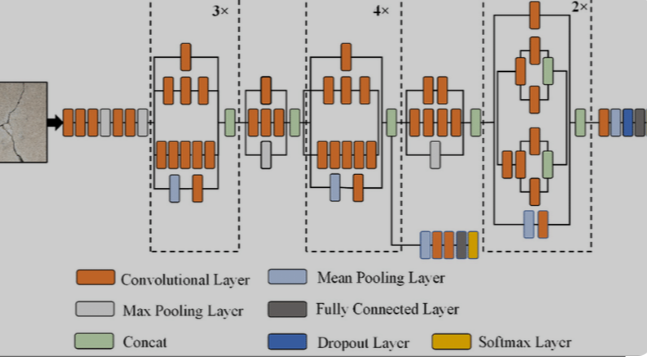 3× 4× 2×
Convolutional Layer Mean Pooling Layer
Max Pooling Layer Fully Connected Layer
Concat Dropout Layer Softmax Layer